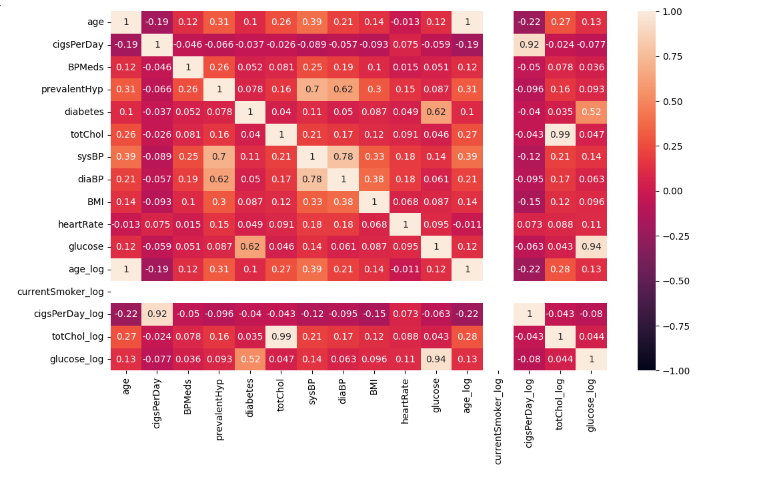 age 1 -0.19 0.12 0.31 0.1 0.26 0.39 0.21 0.14 -0.013 0.12 1 -0.22 0.27 0.13
cigsPerDay -0.19 1 -0.046 -0.066 -0.037 -0.026 -0.089 -0.057 -0.093 0.075 -0.059 -0.19 0.92 -0.024 -0.077
BPMeds 0.12 -0.046 1 0.26 0.052 0.081 0.25 0.19 0.1 0.015 0.051 0.12 -0.05 0.078 0.036
prevalentHyp 0.31 -0.066 0.26 1 0.078 0.16 0.7 0.62 0.3 0.15 0.087 0.31 -0.096 0.16 0.093
diabetes 0.1 -0.037 0.052 0.078 1 0.04 0.11 0.05 0.087 0.049 0.62 0.1 -0.04 0.035 0.52
totChol 0.26 -0.026 0.081 0.16 0.04 1 0.21 0.17 0.12 0.091 0.046 0.27 -0.043 0.99 0.047
sysBP 0.39 -0.089 0.25 0.7 0.11 0.21 1 0.78 0.33 0.18 0.14 0.39 -0.12 0.21 0.14
diaBP 0.21 -0.057 0.19 0.62 0.05 0.17 0.78 1 0.38 0.18 0.061 0.21 -0.095 0.17 0.063
BMI 0.14 -0.093 0.1 0.3 0.087 0.12 0.33 0.38 1 0.068 0.087 0.14 -0.15 0.12 0.096
heartRate -0.013 0.075 0.015 0.15 0.049 0.091 0.18 0.18 0.068 1 0.095 -0.011 0.073 0.088 0.11
glucose 0.12 -0.059 0.051 0.087 0.62 0.046 0.14 0.061 0.087 0.095 1 0.12 -0.063 0.043 0.94
age_log 1 -0.19 0.12 0.31 0.1 0.27 0.39 0.21 0.14 -0.011 0.12 1 -0.22 0.28 0.13
currentSmoker_log
cigsPerDay_log -0.22 0.92 -0.05 -0.096 -0.04 -0.043 -0.12 -0.095 -0.15 0.073 -0.063 -0.22 1 -0.043 -0.08
totChol_log 0.27 -0.024 0.078 0.16 0.035 0.99 0.21 0.17 0.12 0.088 0.043 0.28 -0.043 1 0.044
glucose_log 0.13 -0.077 0.036 0.093 0.52 0.047 0.14 0.063 0.096 0.11 0.94 0.13 -0.08 0.044 1
age
cigsPerDay
BPMeds
prevalentHyp
diabetes
totChol
sysBP
diaBP
BMI
heartRate
glucose
age_log
currentSmoker_log
cigsPerDay_log
totChol_log
glucose_log
1.00
0.75
0.50
0.25
0.00
-0.25
-0.50
-0.75
-1.00